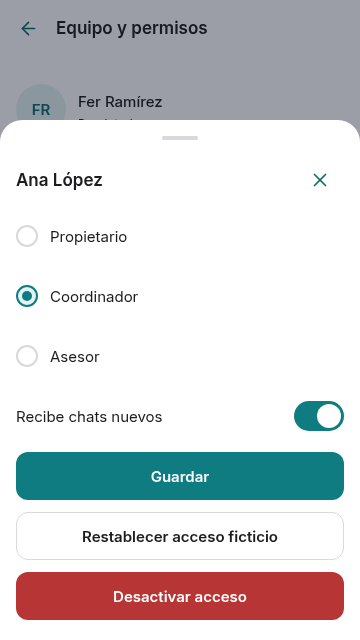 Equipo y permisos
FR
Fer Ramírez
Ana López
Propietario
Coordinador
Asesor
Recibe chats nuevos
Guardar
Restablecer acceso ficticio
Desactivar acceso